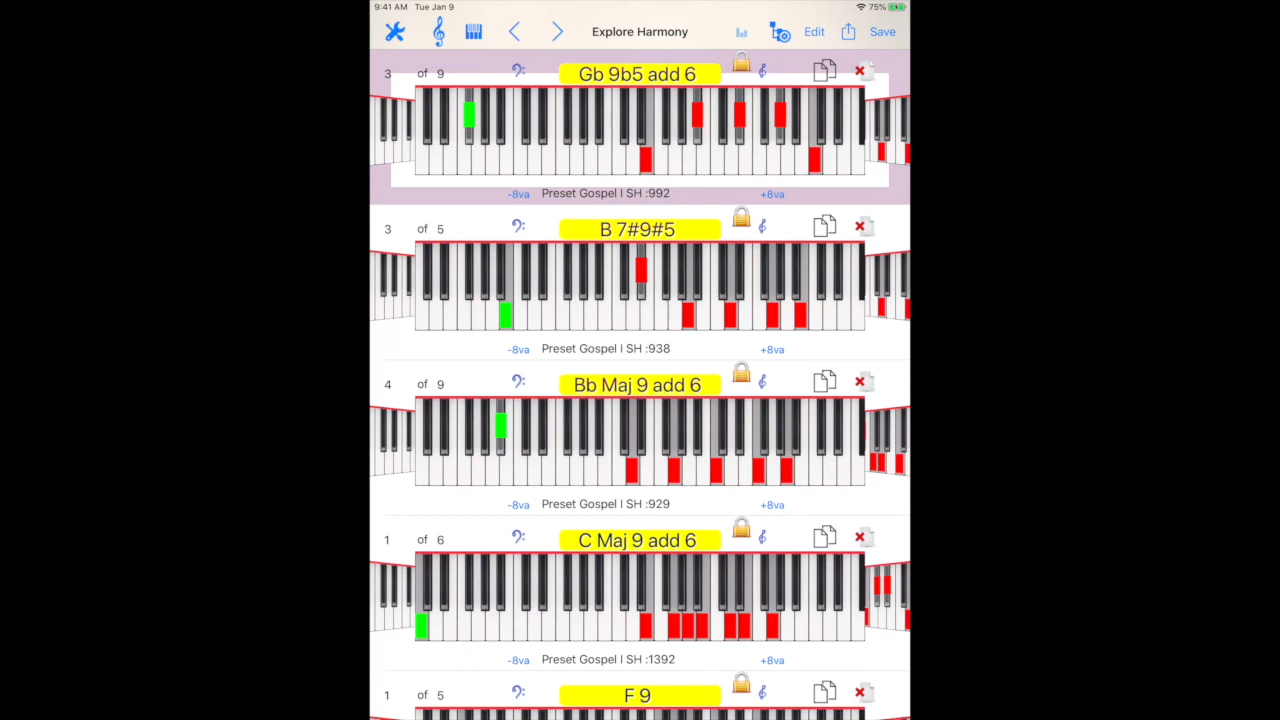 9:41 AM Tue Jan 9 75%
Explore Harmony Edit Save
3 of 9 Gb 9b5 add 6
-8va Preset Gospel I SH :992 +8va
3 of 5 B 7#9#5
-8va Preset Gospel I SH :938 +8va
4 of 9 Bb Maj 9 add 6
-8va Preset Gospel I SH :929 +8va
1 of 6 C Maj 9 add 6
-8va Preset Gospel I SH :1392 +8va
1 of 5 F 9